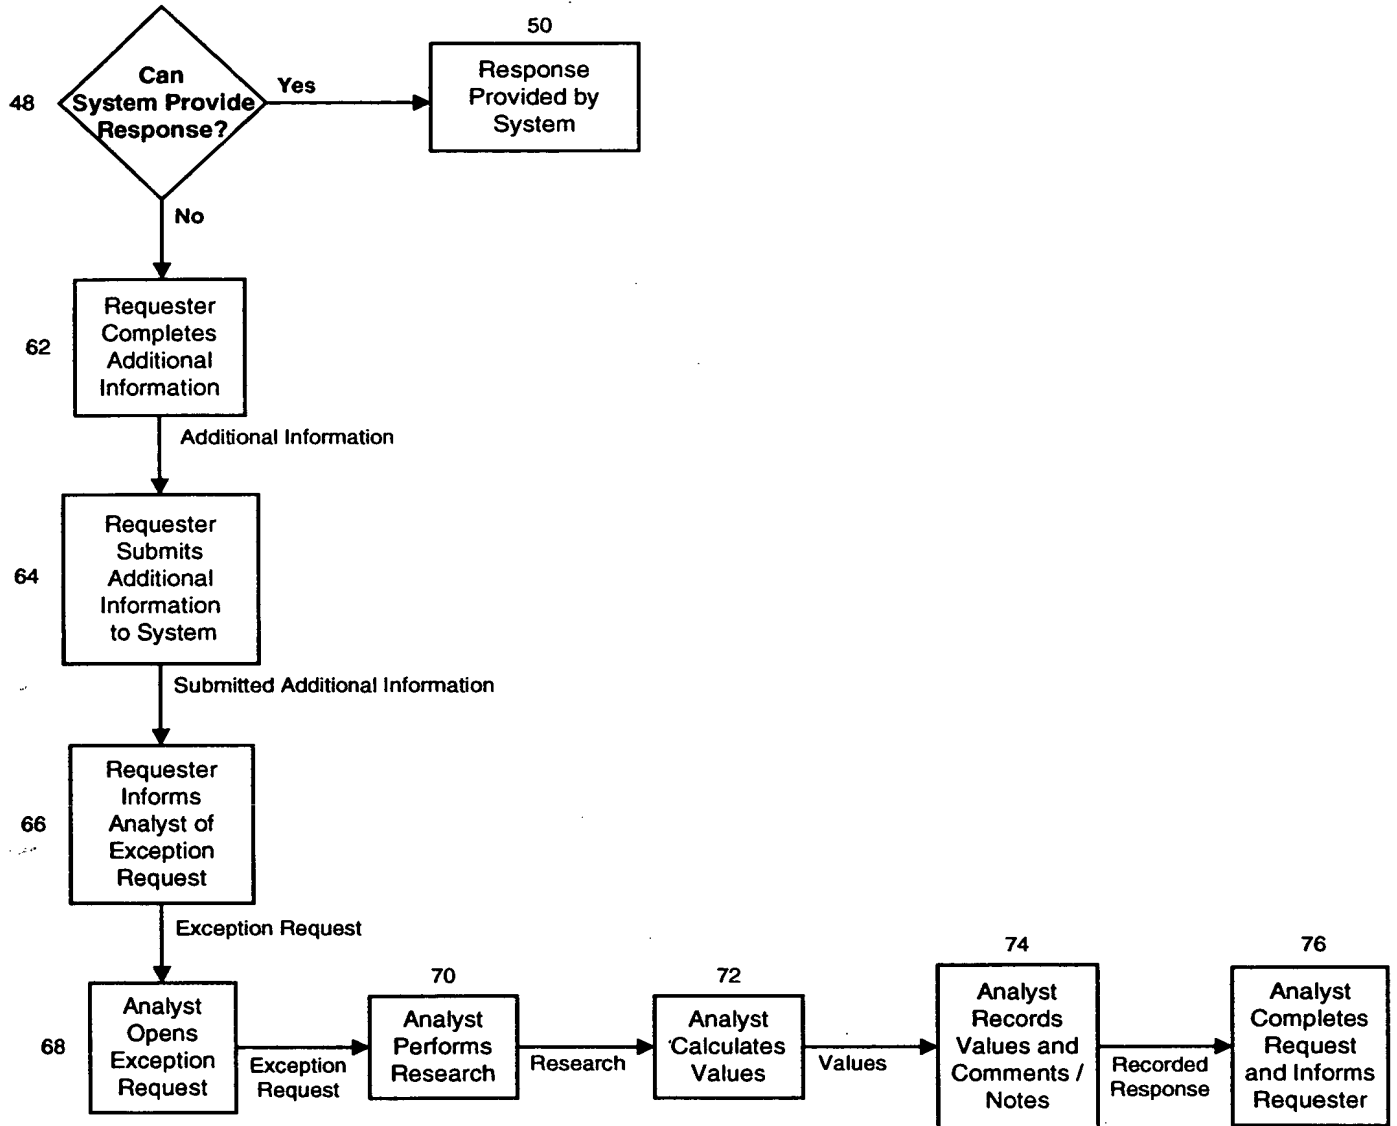 50
48
Can
System Provide
Response?
Yes
Response
Provided by
System
No
62
Requester
Completes
Additional
Information
Additional Information
64
Requester
Submits
Additional
Information
to System
Submitted Additional Information
66
Requester
Informs
Analyst of
Exception
Request
Exception Request
68
Analyst
Opens
Exception
Request
Exception
Request
70
Analyst
Performs
Research
Research
72
Analyst
Calculates
Values
Values
74
Analyst
Records
Values and
Comments /
Notes
Recorded
Response
76
Analyst
Completes
Request
and Informs
Requester